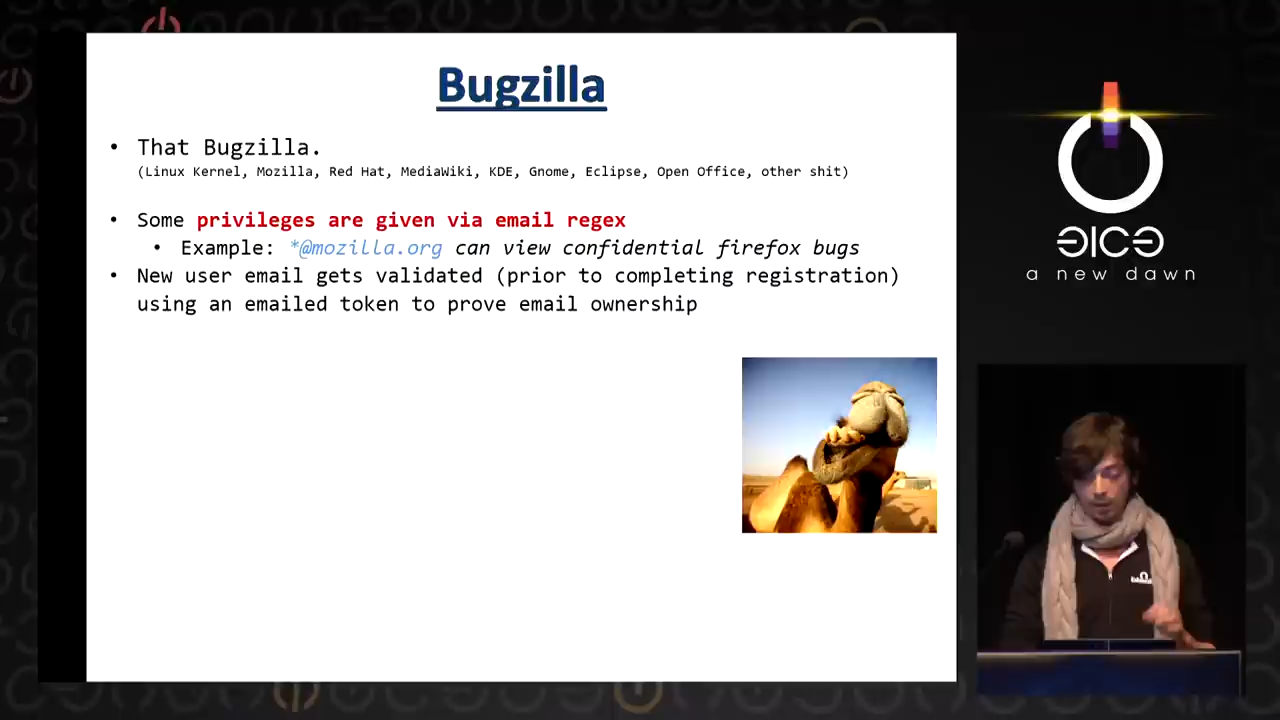 Bugzilla
• That Bugzilla.
(Linux Kernel, Mozilla, Red Hat, MediaWiki, KDE, Gnome, Eclipse, Open Office, other shit)
• Some privileges are given via email regex
• Example: *@mozilla.org can view confidential firefox bugs
• New user email gets validated (prior to completing registration)
using an emailed token to prove email ownership
a new dawn